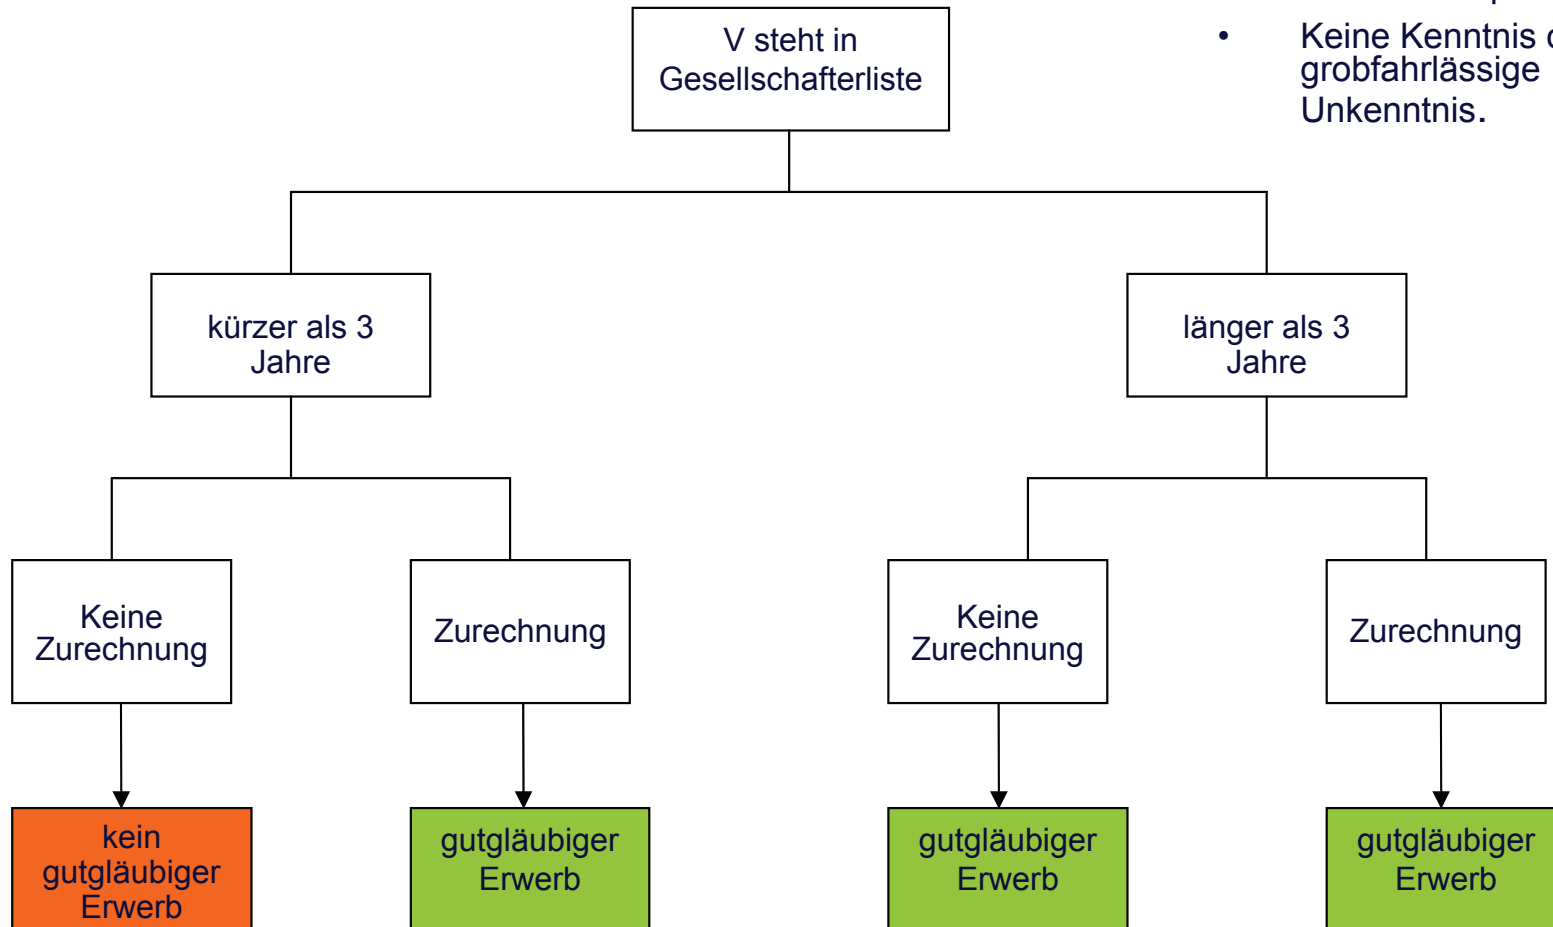 • Keine Kenntnis
grobfahrlässige
Unkenntnis.
V steht in
Gesellschafterliste
kürzer als 3
Jahre
länger als 3
Jahre
Keine
Zurechnung
Zurechnung
Keine
Zurechnung
Zurechnung
kein
gutgläubiger
Erwerb
gutgläubiger
Erwerb
gutgläubiger
Erwerb
gutgläubiger
Erwerb